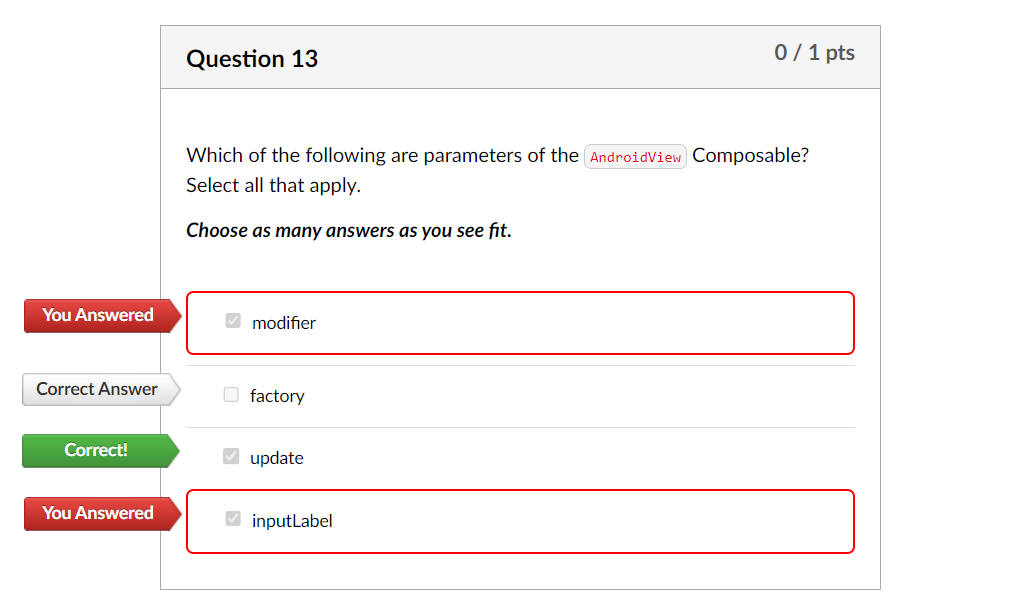 Question 13
0 / 1 pts
Which of the following are parameters of the AndroidView Composable?
Select all that apply.
Choose as many answers as you see fit.
You Answered
modifier
Correct Answer
factory
Correct!
update
You Answered
inputLabel